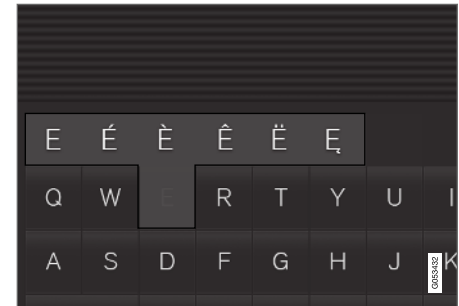 E É È Ê Ë Ę
Q W E R T Y U I
A S D F G H J K
G053432